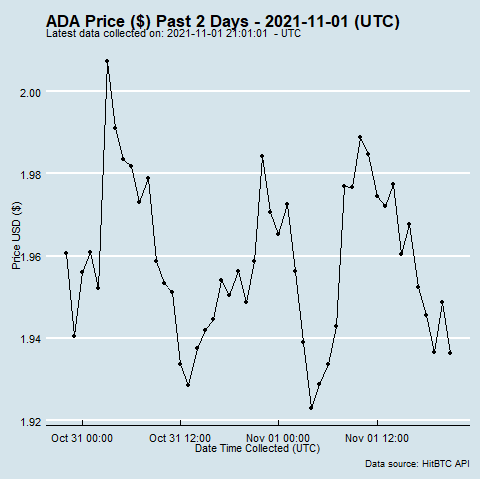 ADA Price ($) Past 2 Days - 2021-11-01 (UTC)
Latest data collected on: 2021-11-01 21:01:01  - UTC
Price USD ($)
2.00
1.98
1.96
1.94
1.92
Oct 31 00:00 Oct 31 12:00 Nov 01 00:00 Nov 01 12:00
Date Time Collected (UTC)
Data source: HitBTC API